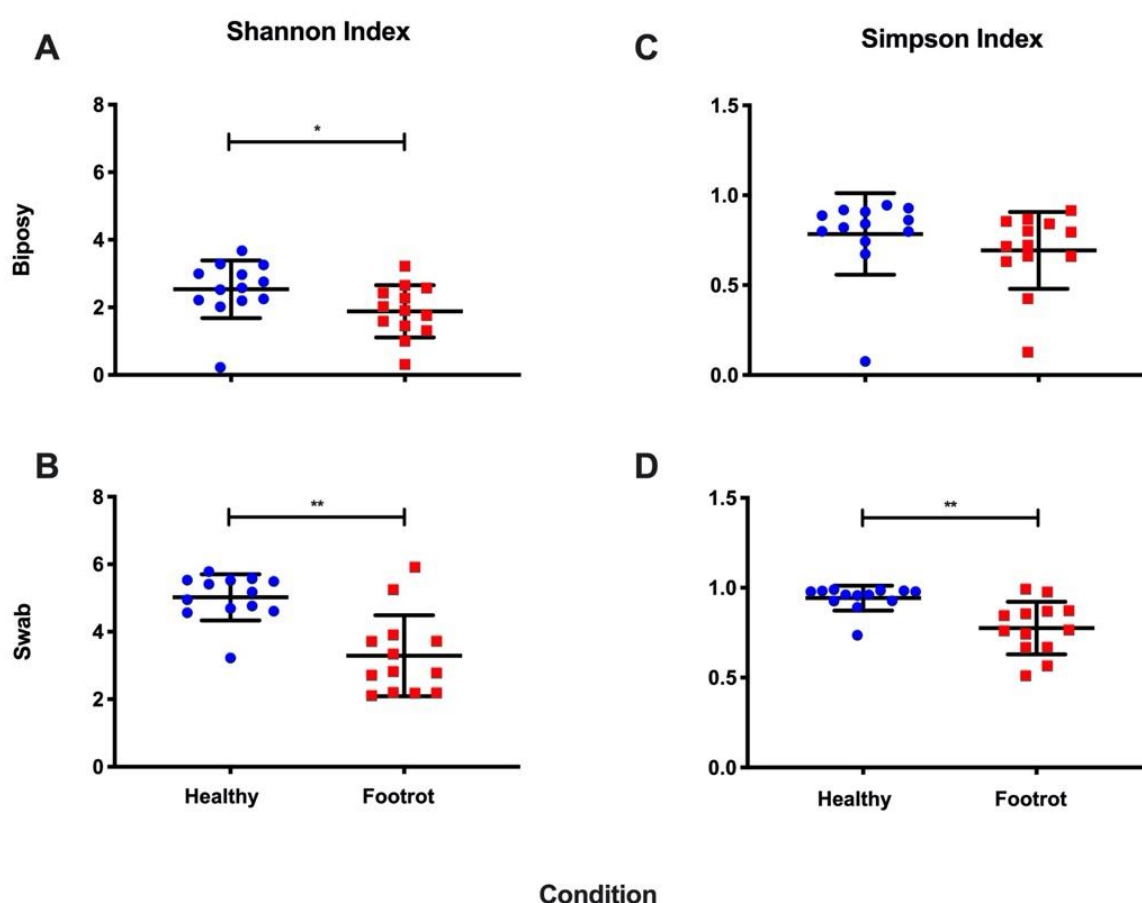 Shannon Index
A
Biposy
8
6
4
2
0
*
Simpson Index
C
1.5
1.0
0.5
0.0
B
Swab
8
6
4
2
0
**
Healthy
Footrot
D
1.5
1.0
0.5
0.0
**
Healthy
Footrot
Condition